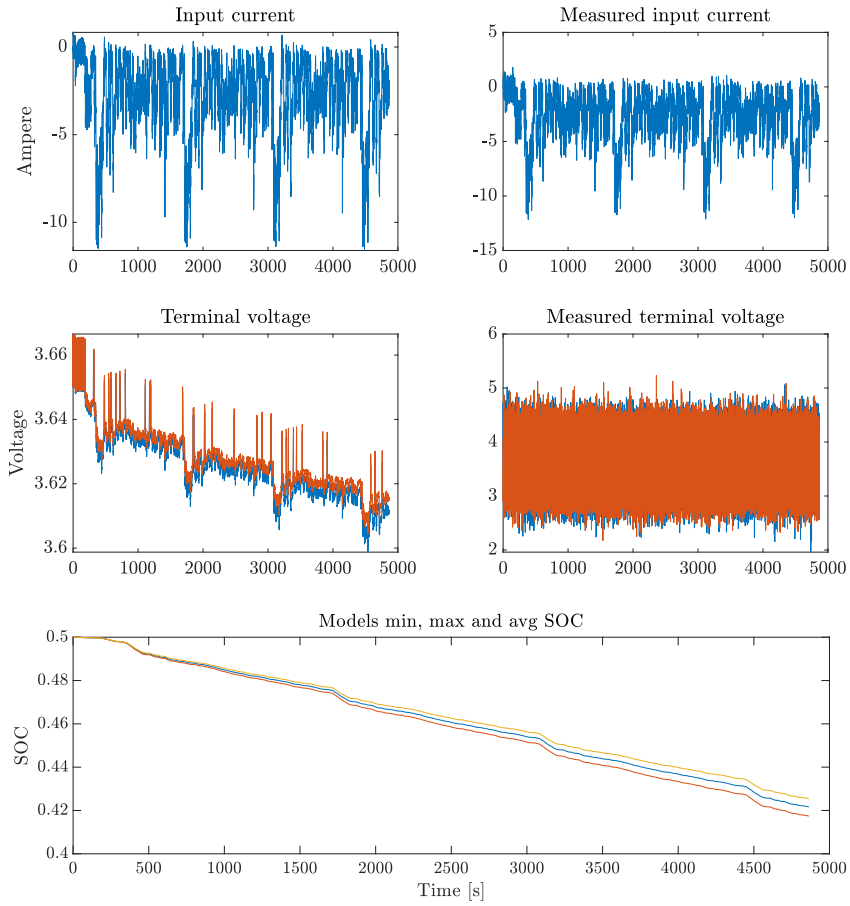 Input current
Measured input current
Ampere
0
-5
-10
0 1000 2000 3000 4000 5000
5
0
-5
-10
-15
0 1000 2000 3000 4000 5000
Terminal voltage
Measured terminal voltage
Voltage
3.66
3.64
3.62
3.6
0 1000 2000 3000 4000 5000
6
5
4
3
2
0 1000 2000 3000 4000 5000
Models min, max and avg SOC
SOC
0.5
0.48
0.46
0.44
0.42
0.4
0 500 1000 1500 2000 2500 3000 3500 4000 4500 5000
Time [s]